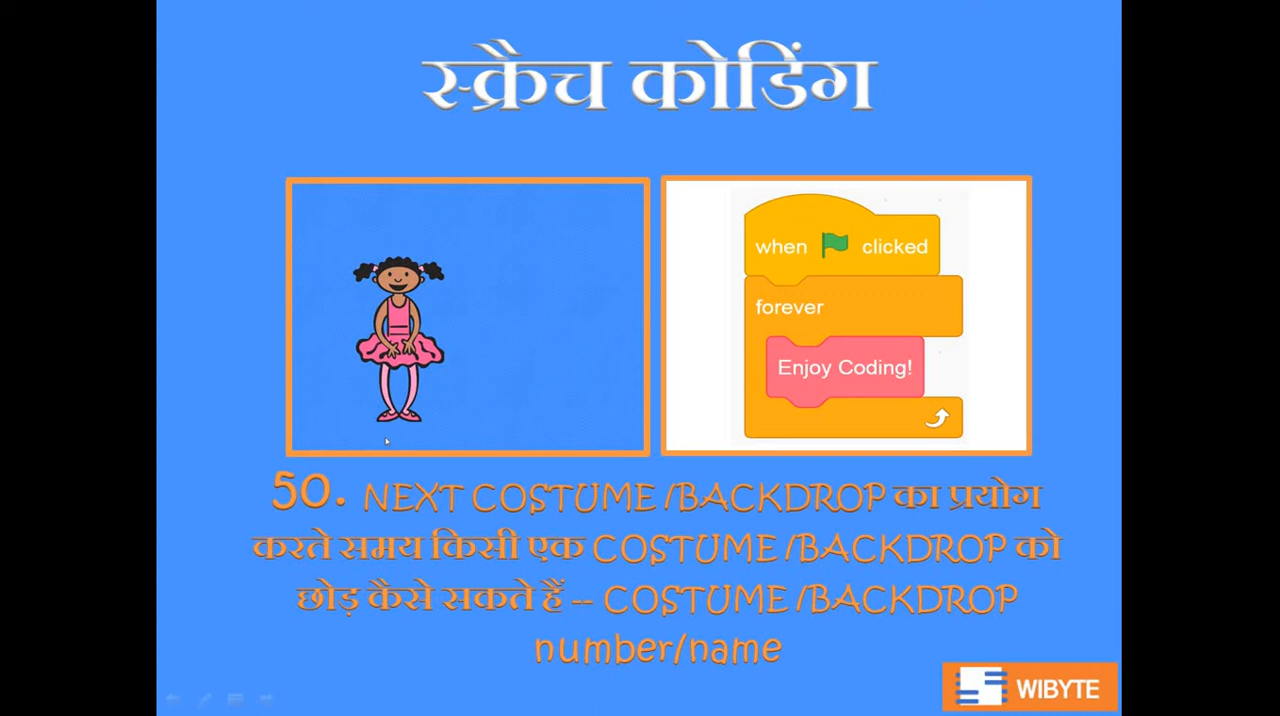 स्क्रैच कोडिंग
when clicked
forever
Enjoy Coding!
50. NEXT COSTUME /BACKDROP का प्रयोग
करते समय किसी एक COSTUME /BACKDROP को
छोड़ कैसे सकते हैं -- COSTUME /BACKDROP
number/name
WIBYTE